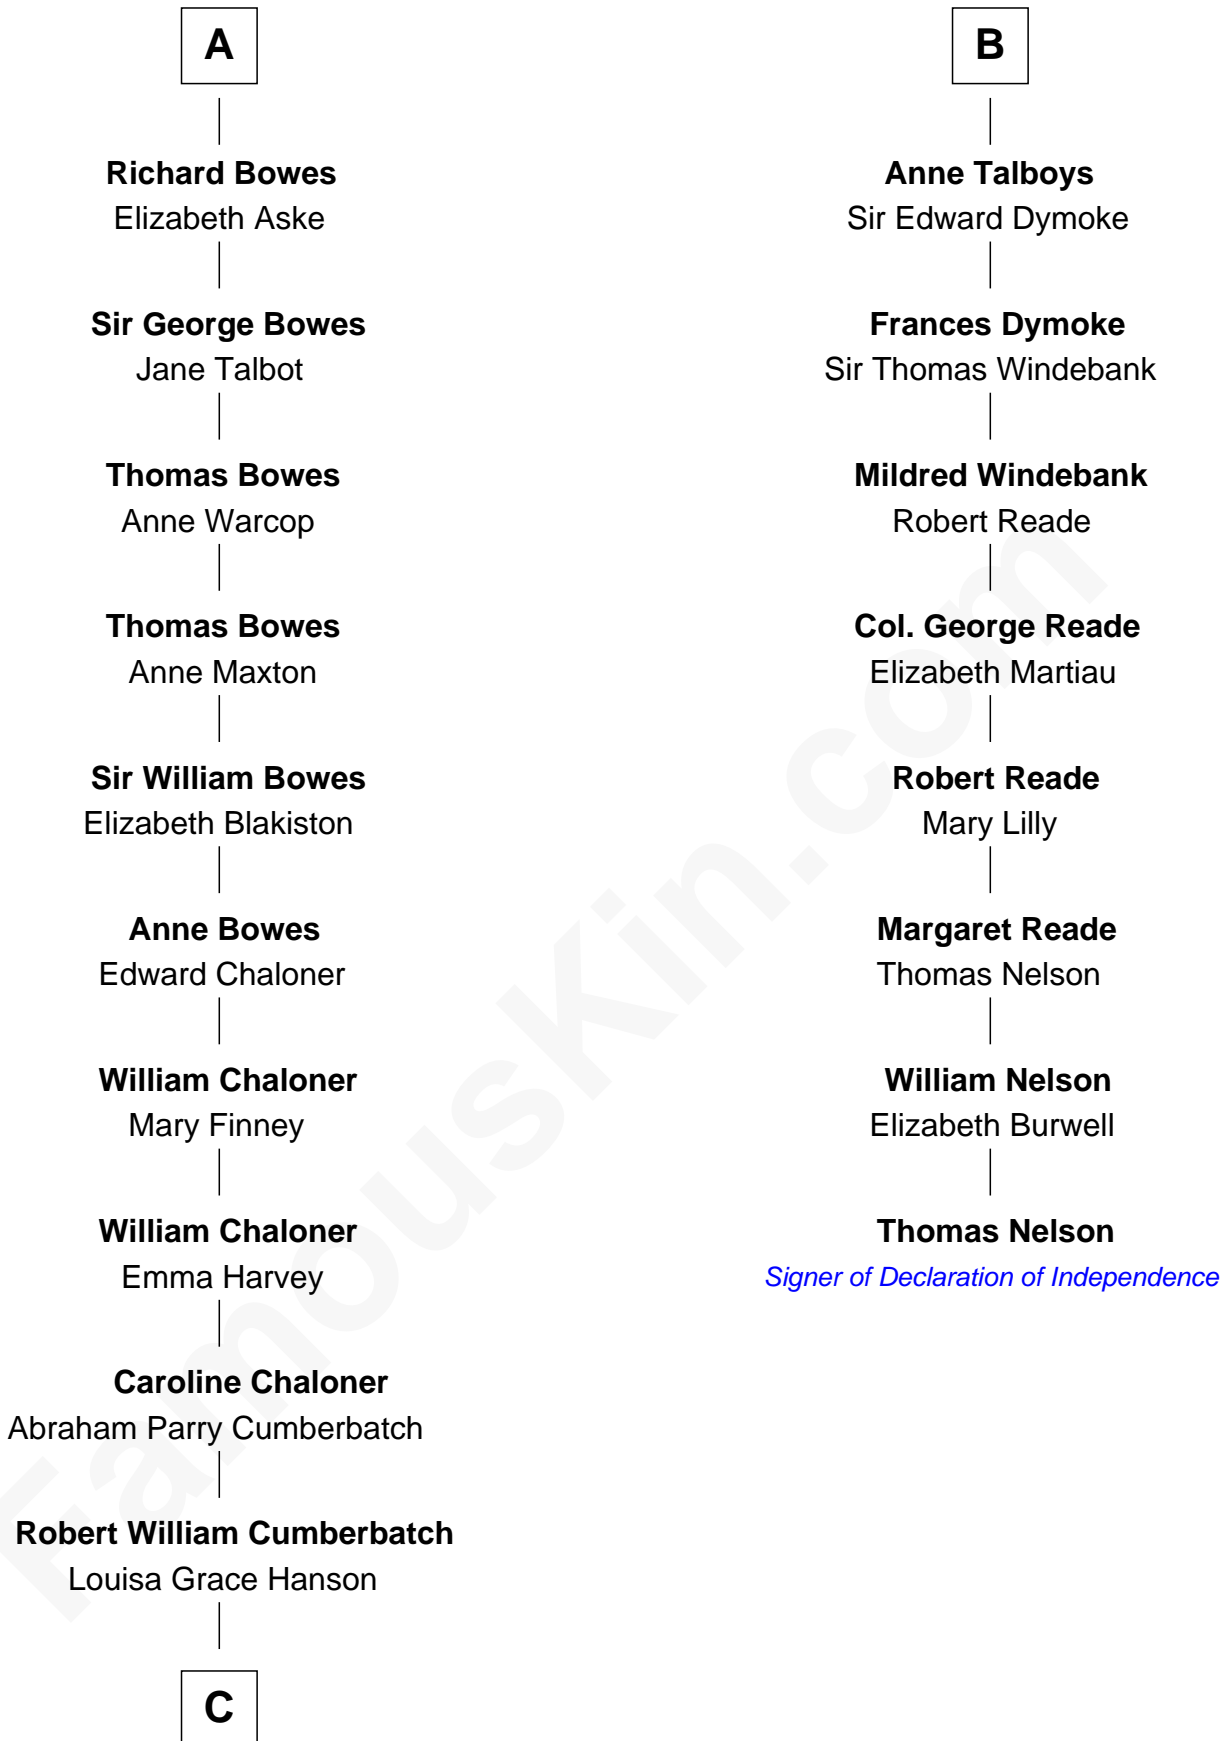 A
Richard Bowes
Elizabeth Aske
Sir George Bowes
Jane Talbot
Thomas Bowes
Anne Warcop
Thomas Bowes
Anne Maxton
Sir William Bowes
Elizabeth Blakiston
Anne Bowes
Edward Chaloner
William Chaloner
Mary Finney
William Chaloner
Emma Harvey
Caroline Chaloner
Abraham Parry Cumberbatch
Robert William Cumberbatch
Louisa Grace Hanson
C
B
Anne Talboys
Sir Edward Dymoke
Frances Dymoke
Sir Thomas Windebank
Mildred Windebank
Robert Reade
Col. George Reade
Elizabeth Martiau
Robert Reade
Mary Lilly
Margaret Reade
Thomas Nelson
William Nelson
Elizabeth Burwell
Thomas Nelson
Signer of Declaration of Independence
FamousKin.com